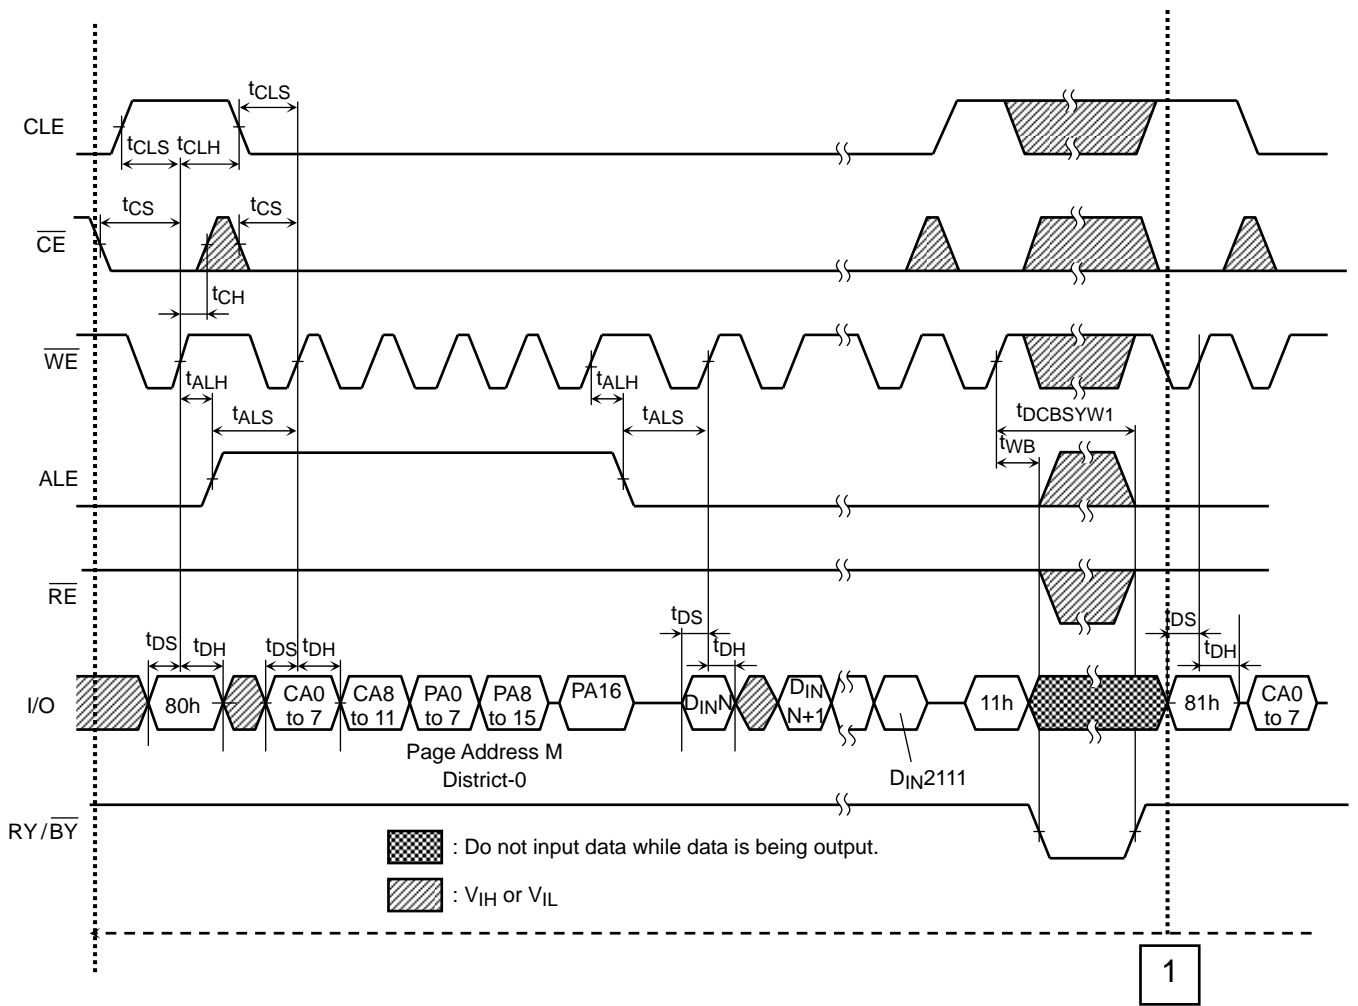 tCLS
CLE
tCLS tCLH
tCS tCS
CE
tCH
WE
tALH tALH
tALS tALS
tDCBSYW1
tWB
ALE
RE
tDS tDH tDS tDH tDS tDH DS tDH
I/O 80h CA0 to 7 CA8 to 11 PA0 to 7 PA8 to 15 PA16 DINN DIN N+1 11h 81h CA0 to 7
Page Address M
District-0
DIN2111
RY/BY
: Do not input data while data is being output.
: VIH or VIL
1